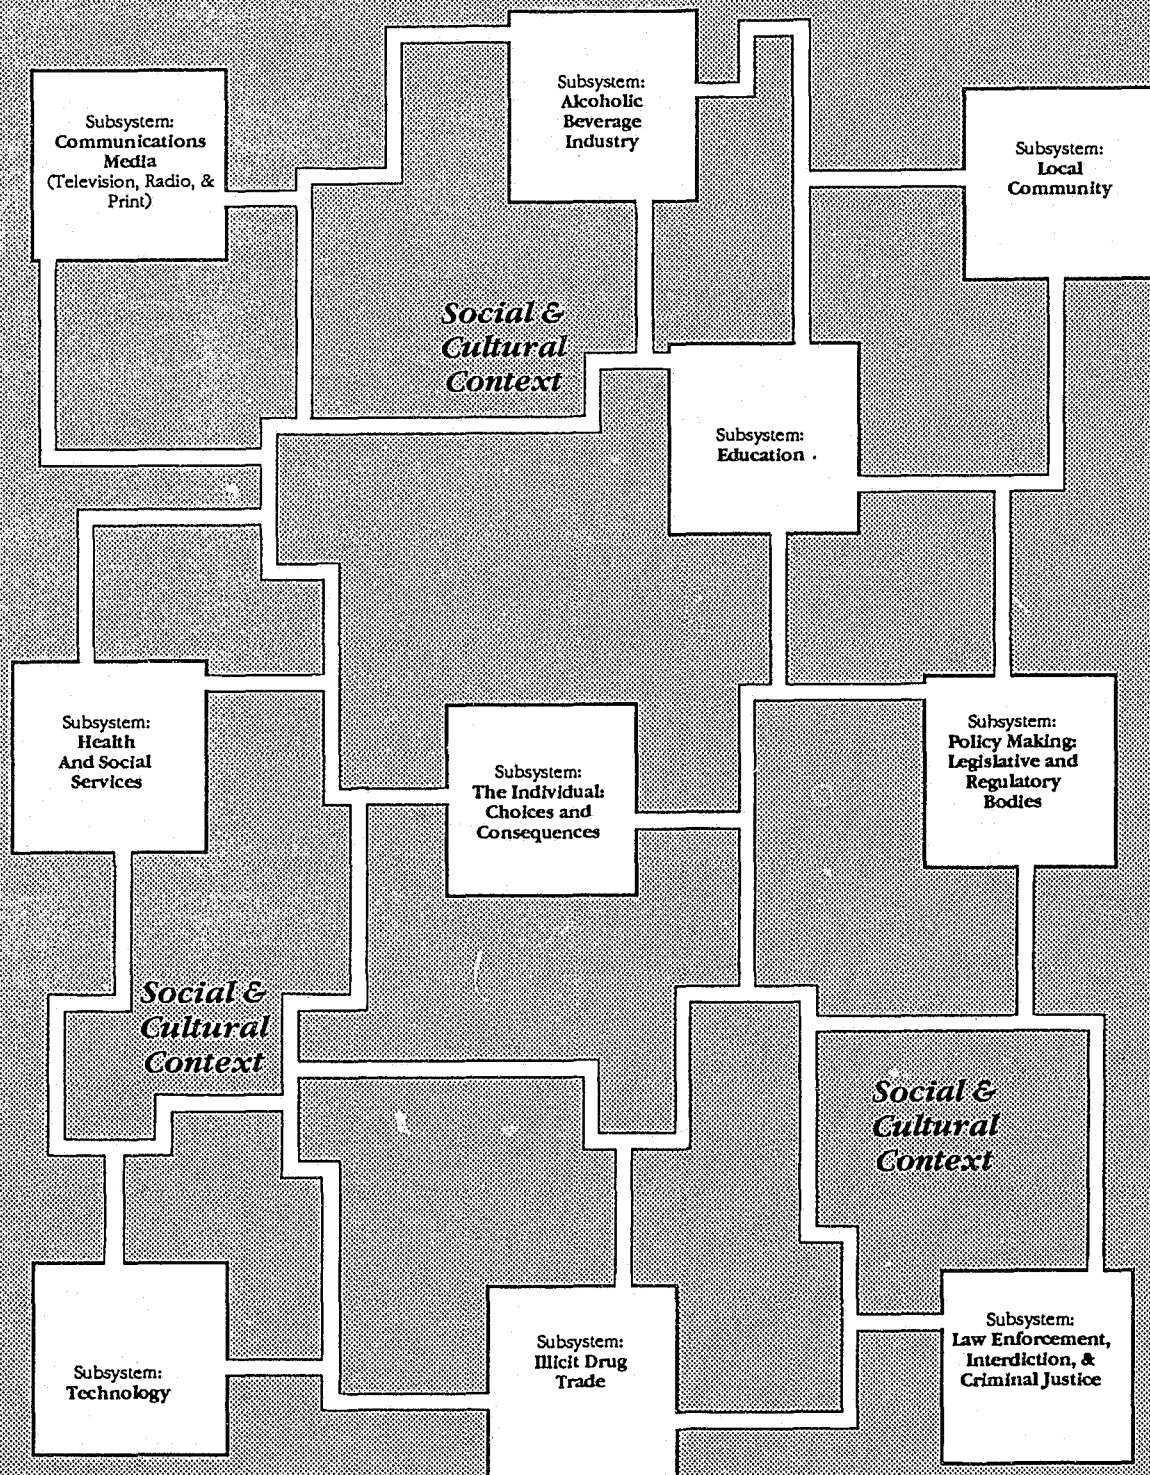 Subsystem:
Alcoholic
Beverage
Industry
Subsystem:
Communications
Media
(Television, Radio, &
Print)
Subsystem:
Local
Community
Social &
Cultural
Context
Subsystem:
Education
Subsystem:
Health
And Social
Services
Subsystem:
The Individual:
Choices and
Consequences
Subsystem:
Policy Making:
Legislative and
Regulatory
Bodies
Social &
Cultural
Context
Social &
Cultural
Context
Subsystem:
Technology
Subsystem:
Illicit Drug
Trade
Subsystem:
Law Enforcement,
Interdiction, &
Criminal Justice